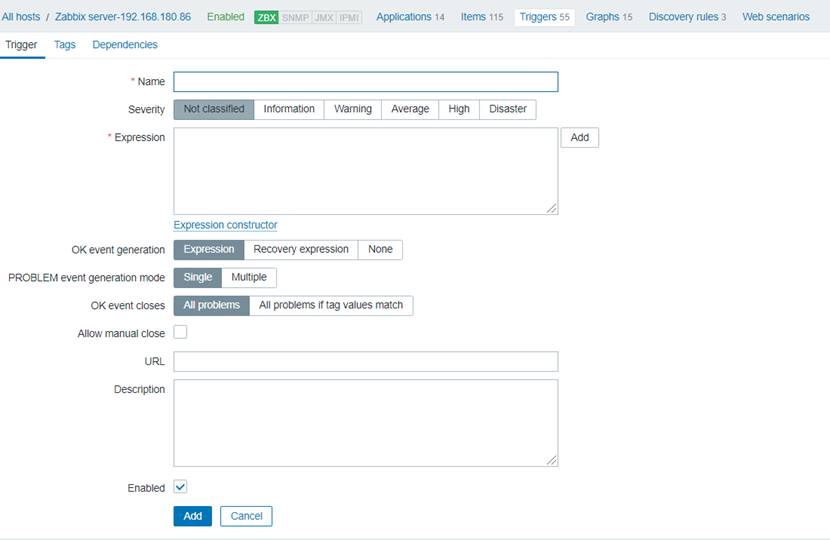 All hosts / Zabbix server-192.168.180.86 Enabled ZBX SNMP JMX IPMI Applications 14 Items 115 Triggers 55 Graphs 15 Discovery rules 3 Web scenarios
Trigger Tags Dependencies
* Name
Severity Not classified Information Warning Average High Disaster
* Expression Add
Expression constructor
OK event generation Expression Recovery expression None
PROBLEM event generation mode Single Multiple
OK event closes All problems All problems if tag values match
Allow manual close
URL
Description
Enabled
Add Cancel